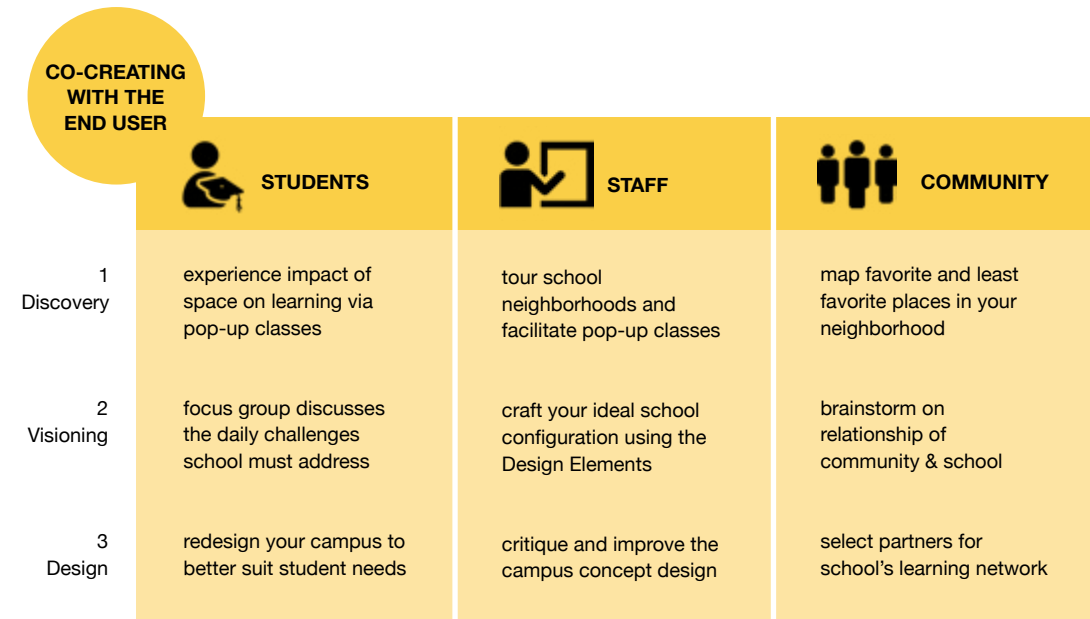 CO-CREATING
WITH THE
END USER
STUDENTS
STAFF
COMMUNITY
1
Discovery
experience impact of
space on learning via
pop-up classes
tour school
neighborhoods and
facilitate pop-up classes
map favorite and least
favorite places in your
neighborhood
2
Visioning
focus group discusses
the daily challenges
school must address
craft your ideal school
configuration using the
Design Elements
brainstorm on
relationship of
community & school
3
Design
redesign your campus to
better suit student needs
critique and improve the
campus concept design
select partners for
school’s learning network